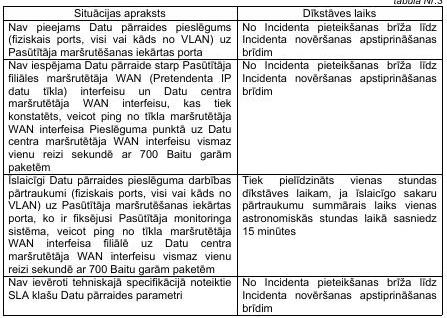 tabula Nr.3
Situācijas apraksts
Dīkstāves laiks
Nav pieejams Datu pārraides pieslēgums
(fiziskais ports, visi vai kāds no VLAN) uz
Pasūtītāja maršrutēšanas iekārtas porta
No Incidenta pieteikšanas brīža līdz
Incidenta novēršanas apstiprināšanas
brīdim
Nav iespējama Datu pārraide starp Pasūtītāja
filiāles maršrutētāja WAN (Pretendenta IP
datu tīkla) interfeisu un Datu centra
maršrutētāja WAN interfeisu, kas tiek
konstatēts, veicot ping no tīkla maršrutētāja
WAN interfeisa Pieslēguma punktā uz Datu
centra maršrutētāja WAN interfeisu vismaz
vienu reizi sekundē ar 700 Baitu garām
paketēm
No Incidenta pieteikšanas brīža līdz
Incidenta novēršanas apstiprināšanas
brīdim
Īslaicīgi Datu pārraides pieslēguma darbības
pārtraukumi (fiziskais ports, visi vai kāds no
VLAN) uz Pasūtītāja maršrutēšanas iekārtas
porta, ko ir fiksējusi Pasūtītāja monitoringa
sistēma, veicot ping no tīkla maršrutētāja
WAN interfeisa filiālē uz Datu centra
maršrutētāja WAN interfeisu vismaz vienu
reizi sekundē ar 700 Baitu garām paketēm
Tiek pielīdzināts vienas stundas
dīkstāves laikam, ja īslaicīgo sakaru
pārtraukumu summārais laiks vienas
astronomiskās stundas laikā sasniedz
15 minūtes
Nav ievēroti tehniskajā specifikācijā noteiktie
SLA klašu Datu pārraides parametri
No Incidenta pieteikšanas brīža līdz
Incidenta novēršanas apstiprināšanas
brīdim